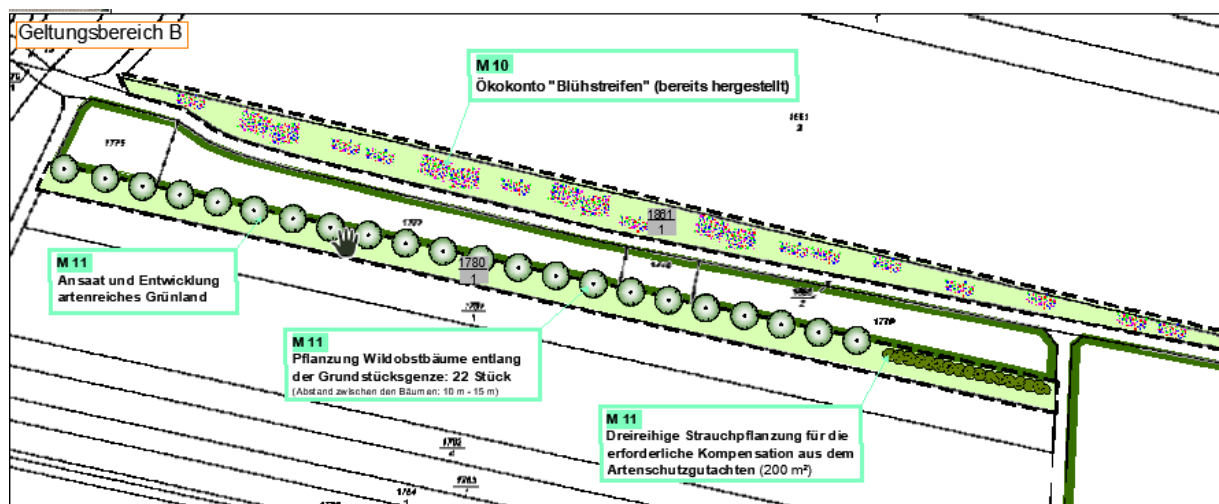 Geltungsbereich B
M 10
Ökokonto "Blühstreifen" (bereits hergestellt)
1775
1861
1
1777
1780
1
M 11
Ansaat und Entwicklung
artenreiches Grünland
M 11
Pflanzung Wildobstbäume entlang
der Grundstücksgenze: 22 Stück
(Abstand zwischen den Bäumen: 10 m - 15 m)
1779
M 11
Dreireihige Strauchpflanzung für die
erforderliche Kompensation aus dem
Artenschutzgutachten (200 m²)